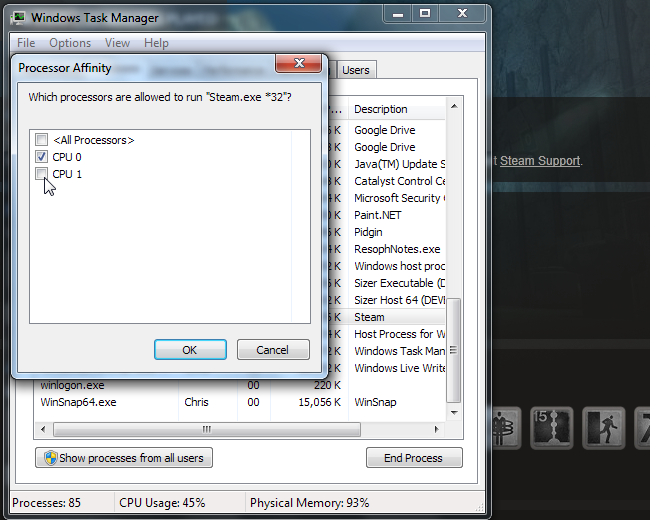 Windows Task Manager
File Options View Help
Processor Affinity
Users
Which processors are allowed to run "Steam.exe *32"?
<All Processors>
CPU 0
CPU 1
OK
Cancel
Description
K Google Drive
K Google Drive
K Java(TM) Update S
K Catalyst Control Ce
K Microsoft Security (
K Paint.NET
K Pidgin
K ResophNotes.exe
K Windows host proc
K Sizer Executable (D
K Sizer Host 64 (DEV
K Steam
K Host Process for W
K Windows Task Man
K Windows Live Write
winlogon.exe 00 220 K
WinSnap64.exe Chris 00 15,056 K WinSnap
Show processes from all users
End Process
Processes: 85 CPU Usage: 45% Physical Memory: 93%
t Steam Support.
15
7